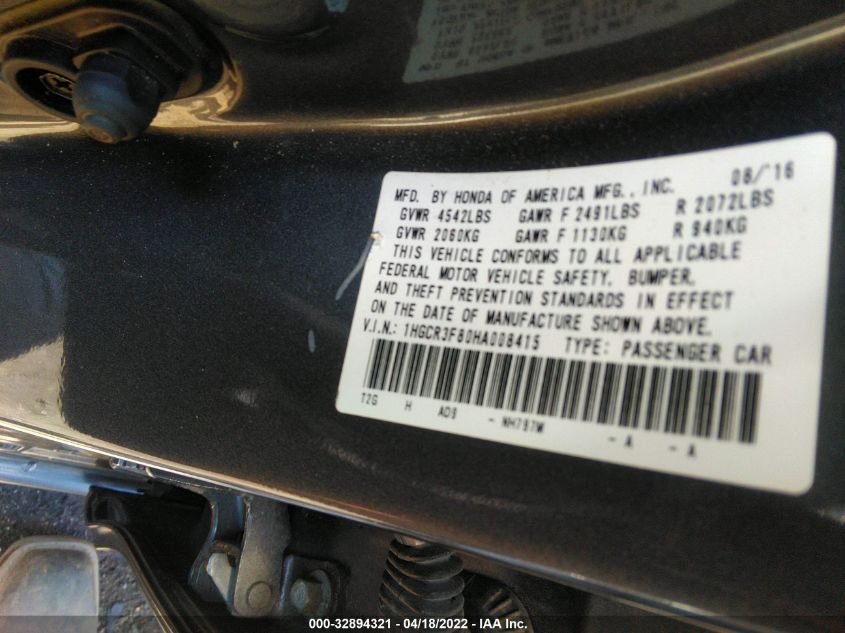 MFD. BY HONDA OF AMERICA MFG., INC. 08/'16
GVWR 4542LBS GAWR F 2491LBS R 2072LBS
GVWR 2060KG GAWR F 1130KG R 940KG
THIS VEHICLE CONFORMS TO ALL APPLICABLE
FEDERAL MOTOR VEHICLE SAFETY, BUMPER,
AND THEFT PREVENTION STANDARDS IN EFFECT
ON THE DATE OF MANUFACTURE SHOWN ABOVE.
V.I.N.: 1HGCR3F80HA008415 TYPE: PASSENGER CAR
T2G H AD9 - NH797M - A - A
000-32894321 | 04/18/2022 | IAA Inc.